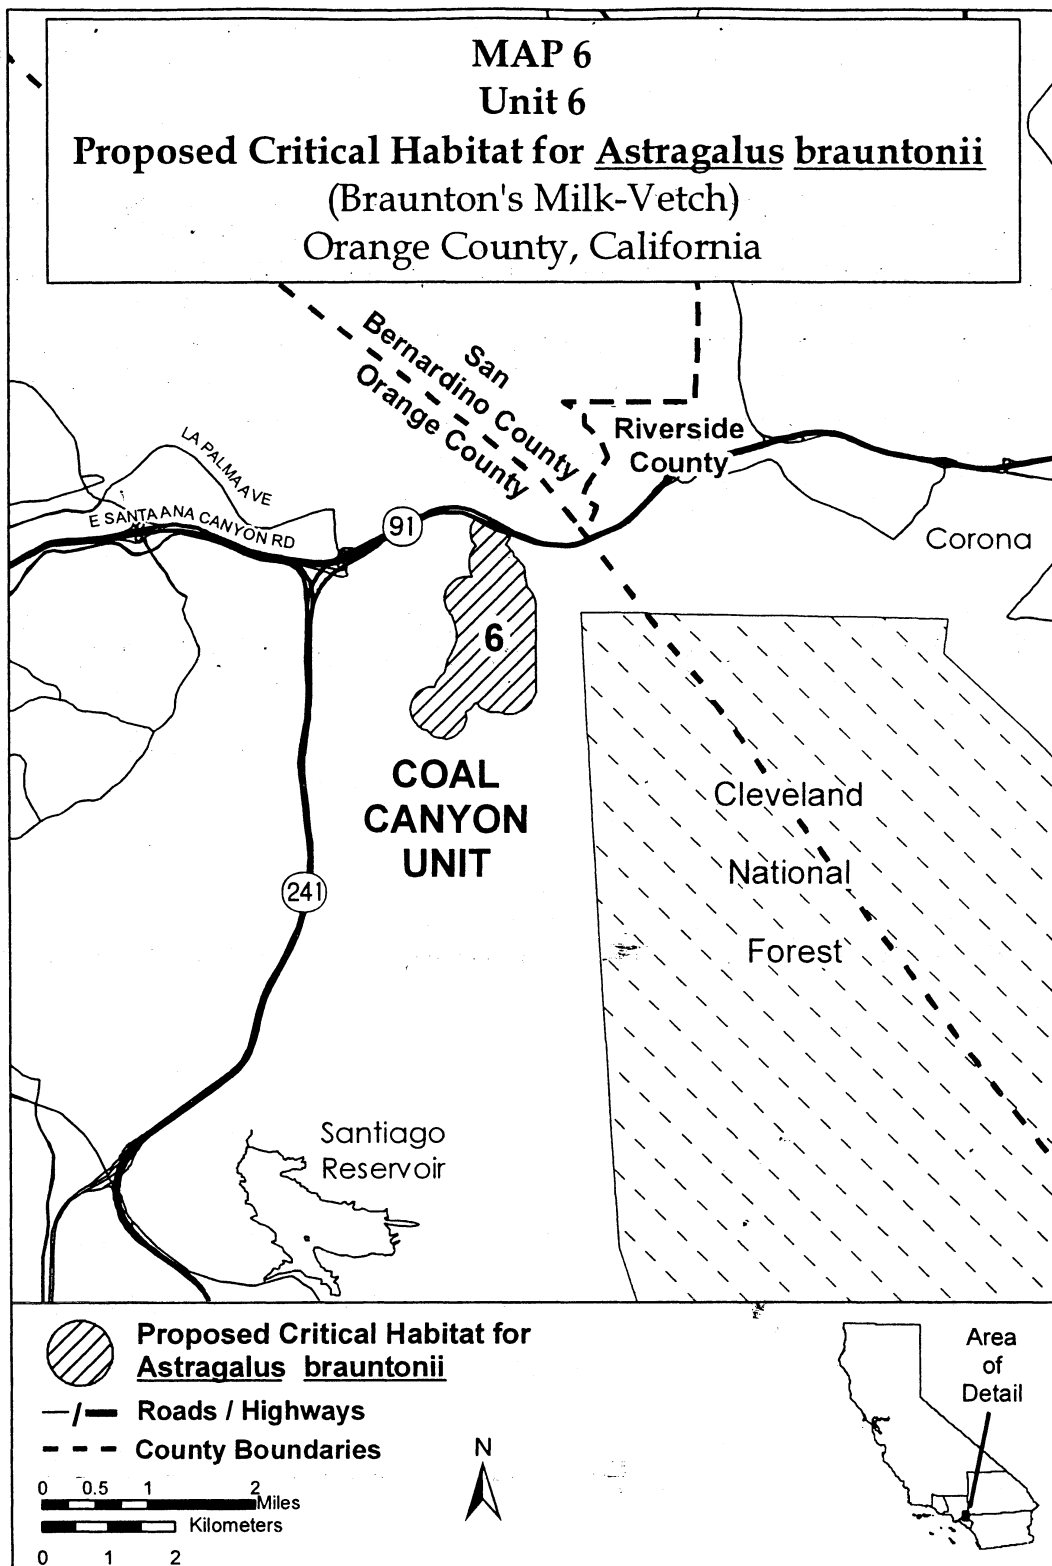 MAP 6
Unit 6
Proposed Critical Habitat for Astragalus brauntonii
(Braunton's Milk-Vetch)
Orange County, California
San
Bernardino County
Orange County
Riverside
County
LA PALMA AVE
E SANTA ANA CANYON RD
91
Corona
6
COAL
CANYON
UNIT
Cleveland
National
Forest
241
Santiago
Reservoir
Proposed Critical Habitat for
Astragalus brauntonii
Roads / Highways
County Boundaries
N
0 0.5 1 2
Miles
Kilometers
0 1 2
Area
of
Detail